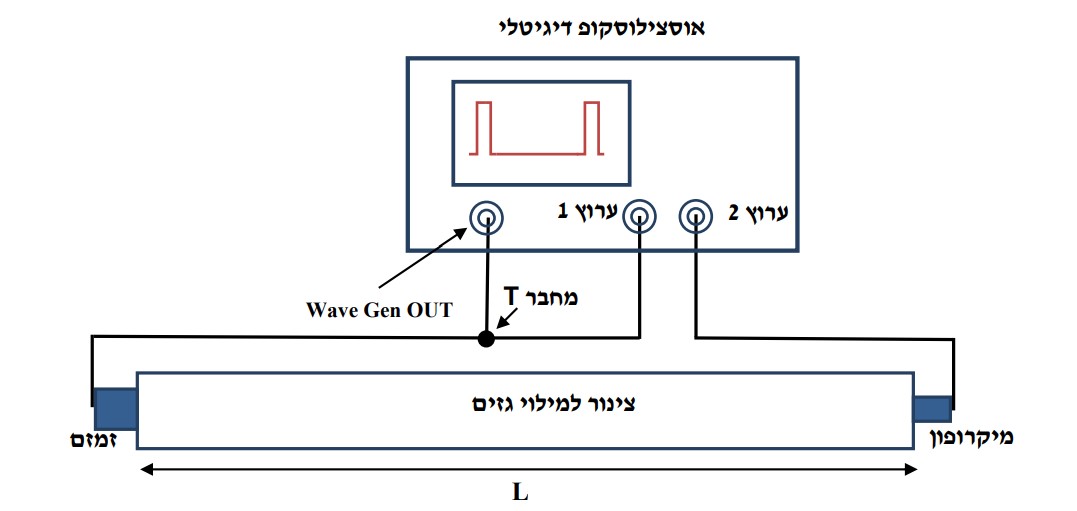 אוסצילוסקופ דיגיטלי
ערוץ 1
ערוץ 2
Wave Gen OUT
מחבר T
צינור למילוי גזים
זמזם
מיקרופון
L